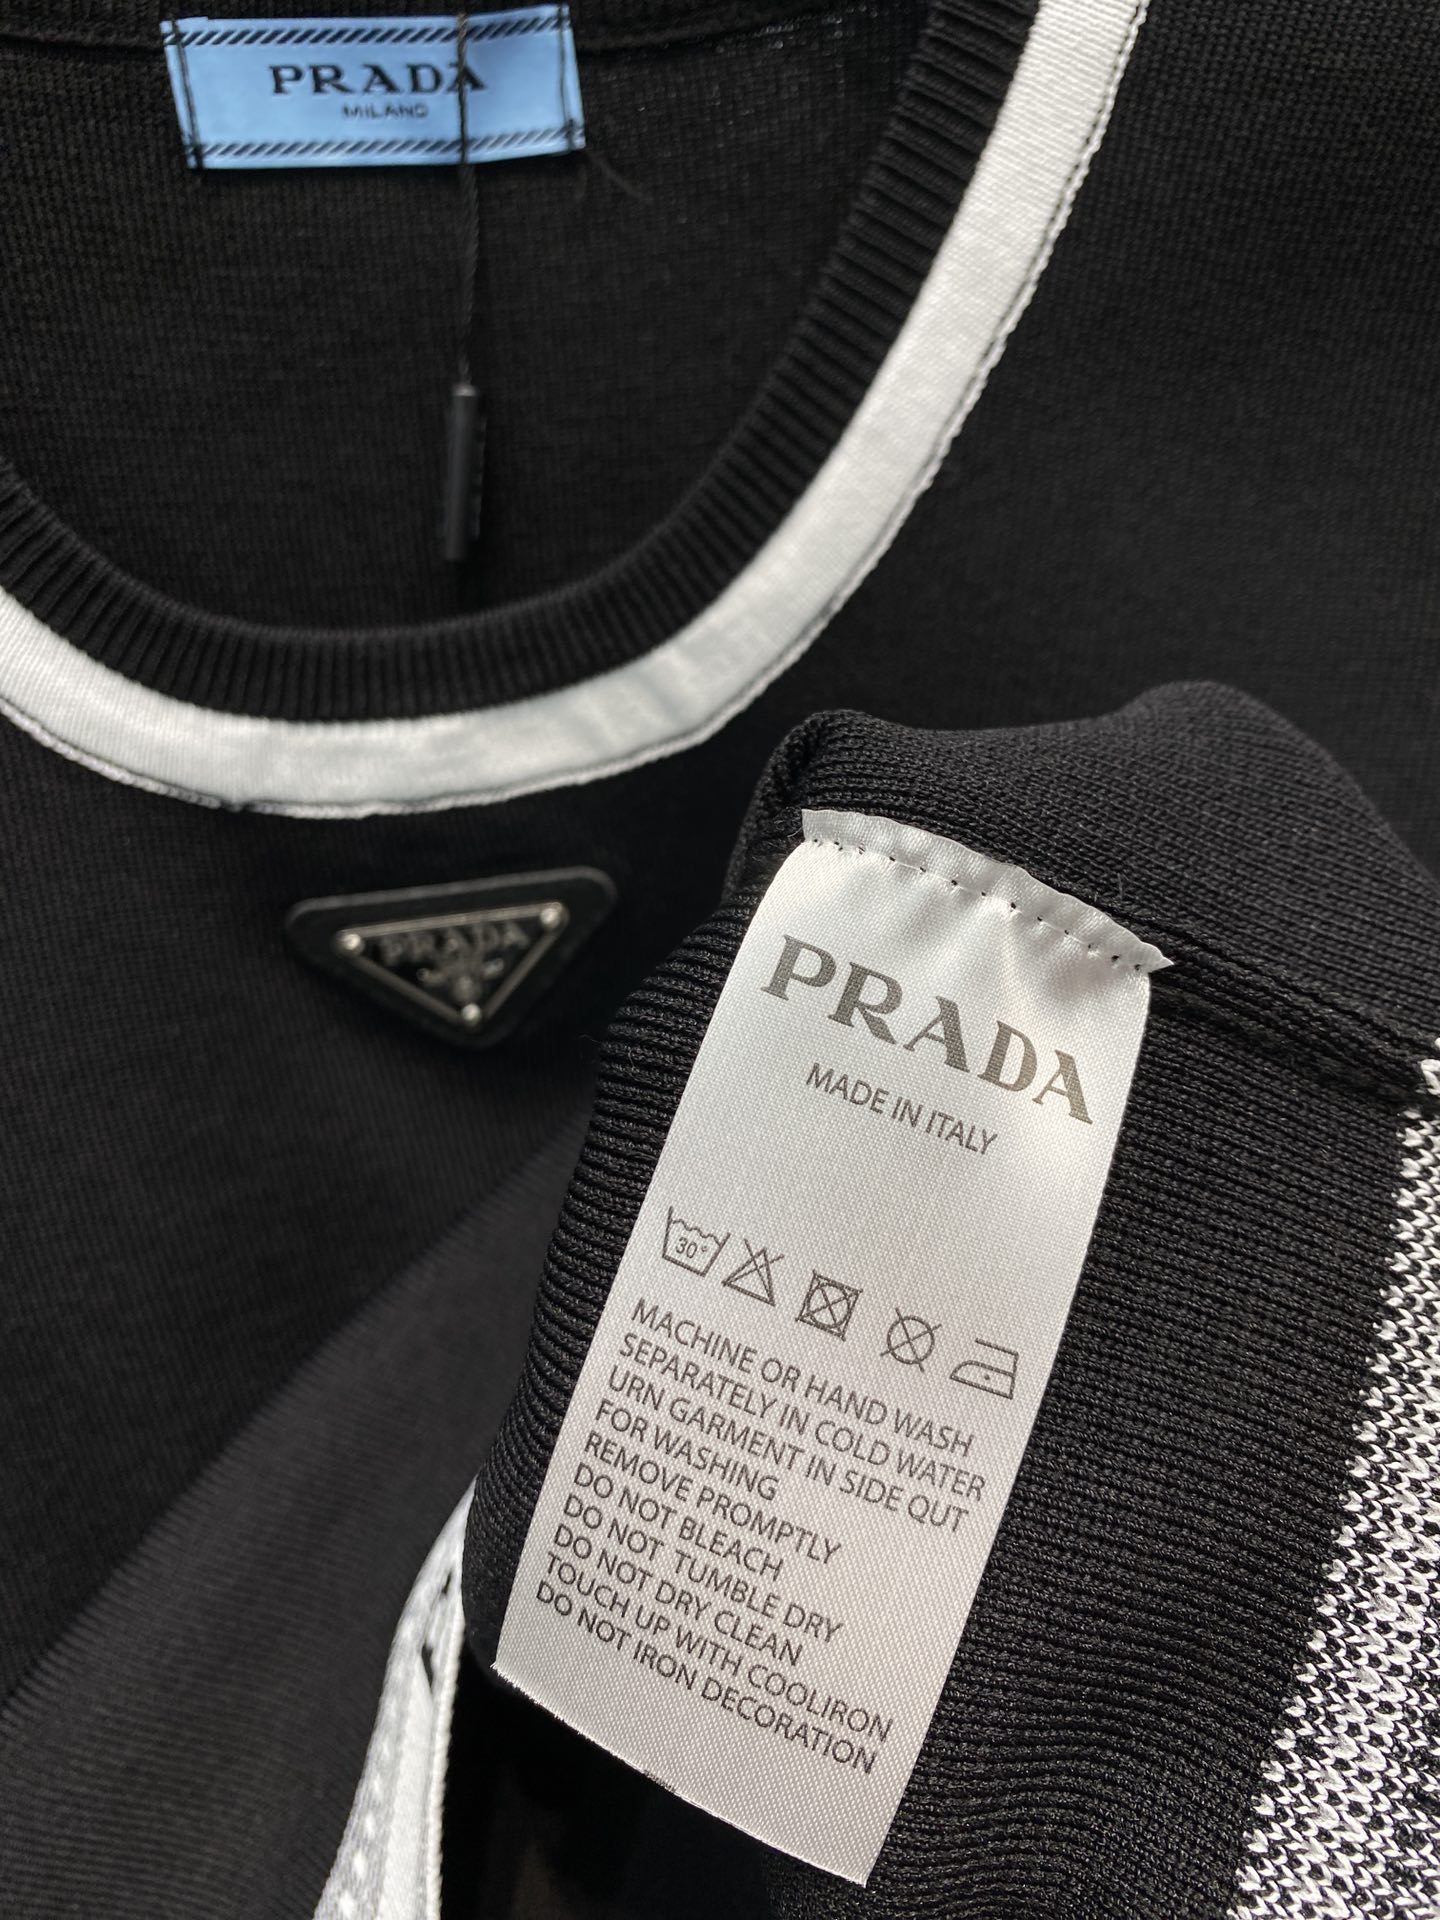 PRADA
MILANO
PRADA
PRADA
MADE IN ITALY
30°
MACHINE OR HAND WASH
SEPARATELY IN COLD WATER
URN GARMENT IN SIDE QUT
FOR WASHING
REMOVE PROMPTLY
DO NOT BLEACH
DO NOT TUMBLE DRY
DO NOT DRY CLEAN
TOUCH UP WITH COOLIRON
DO NOT IRON DECORATION